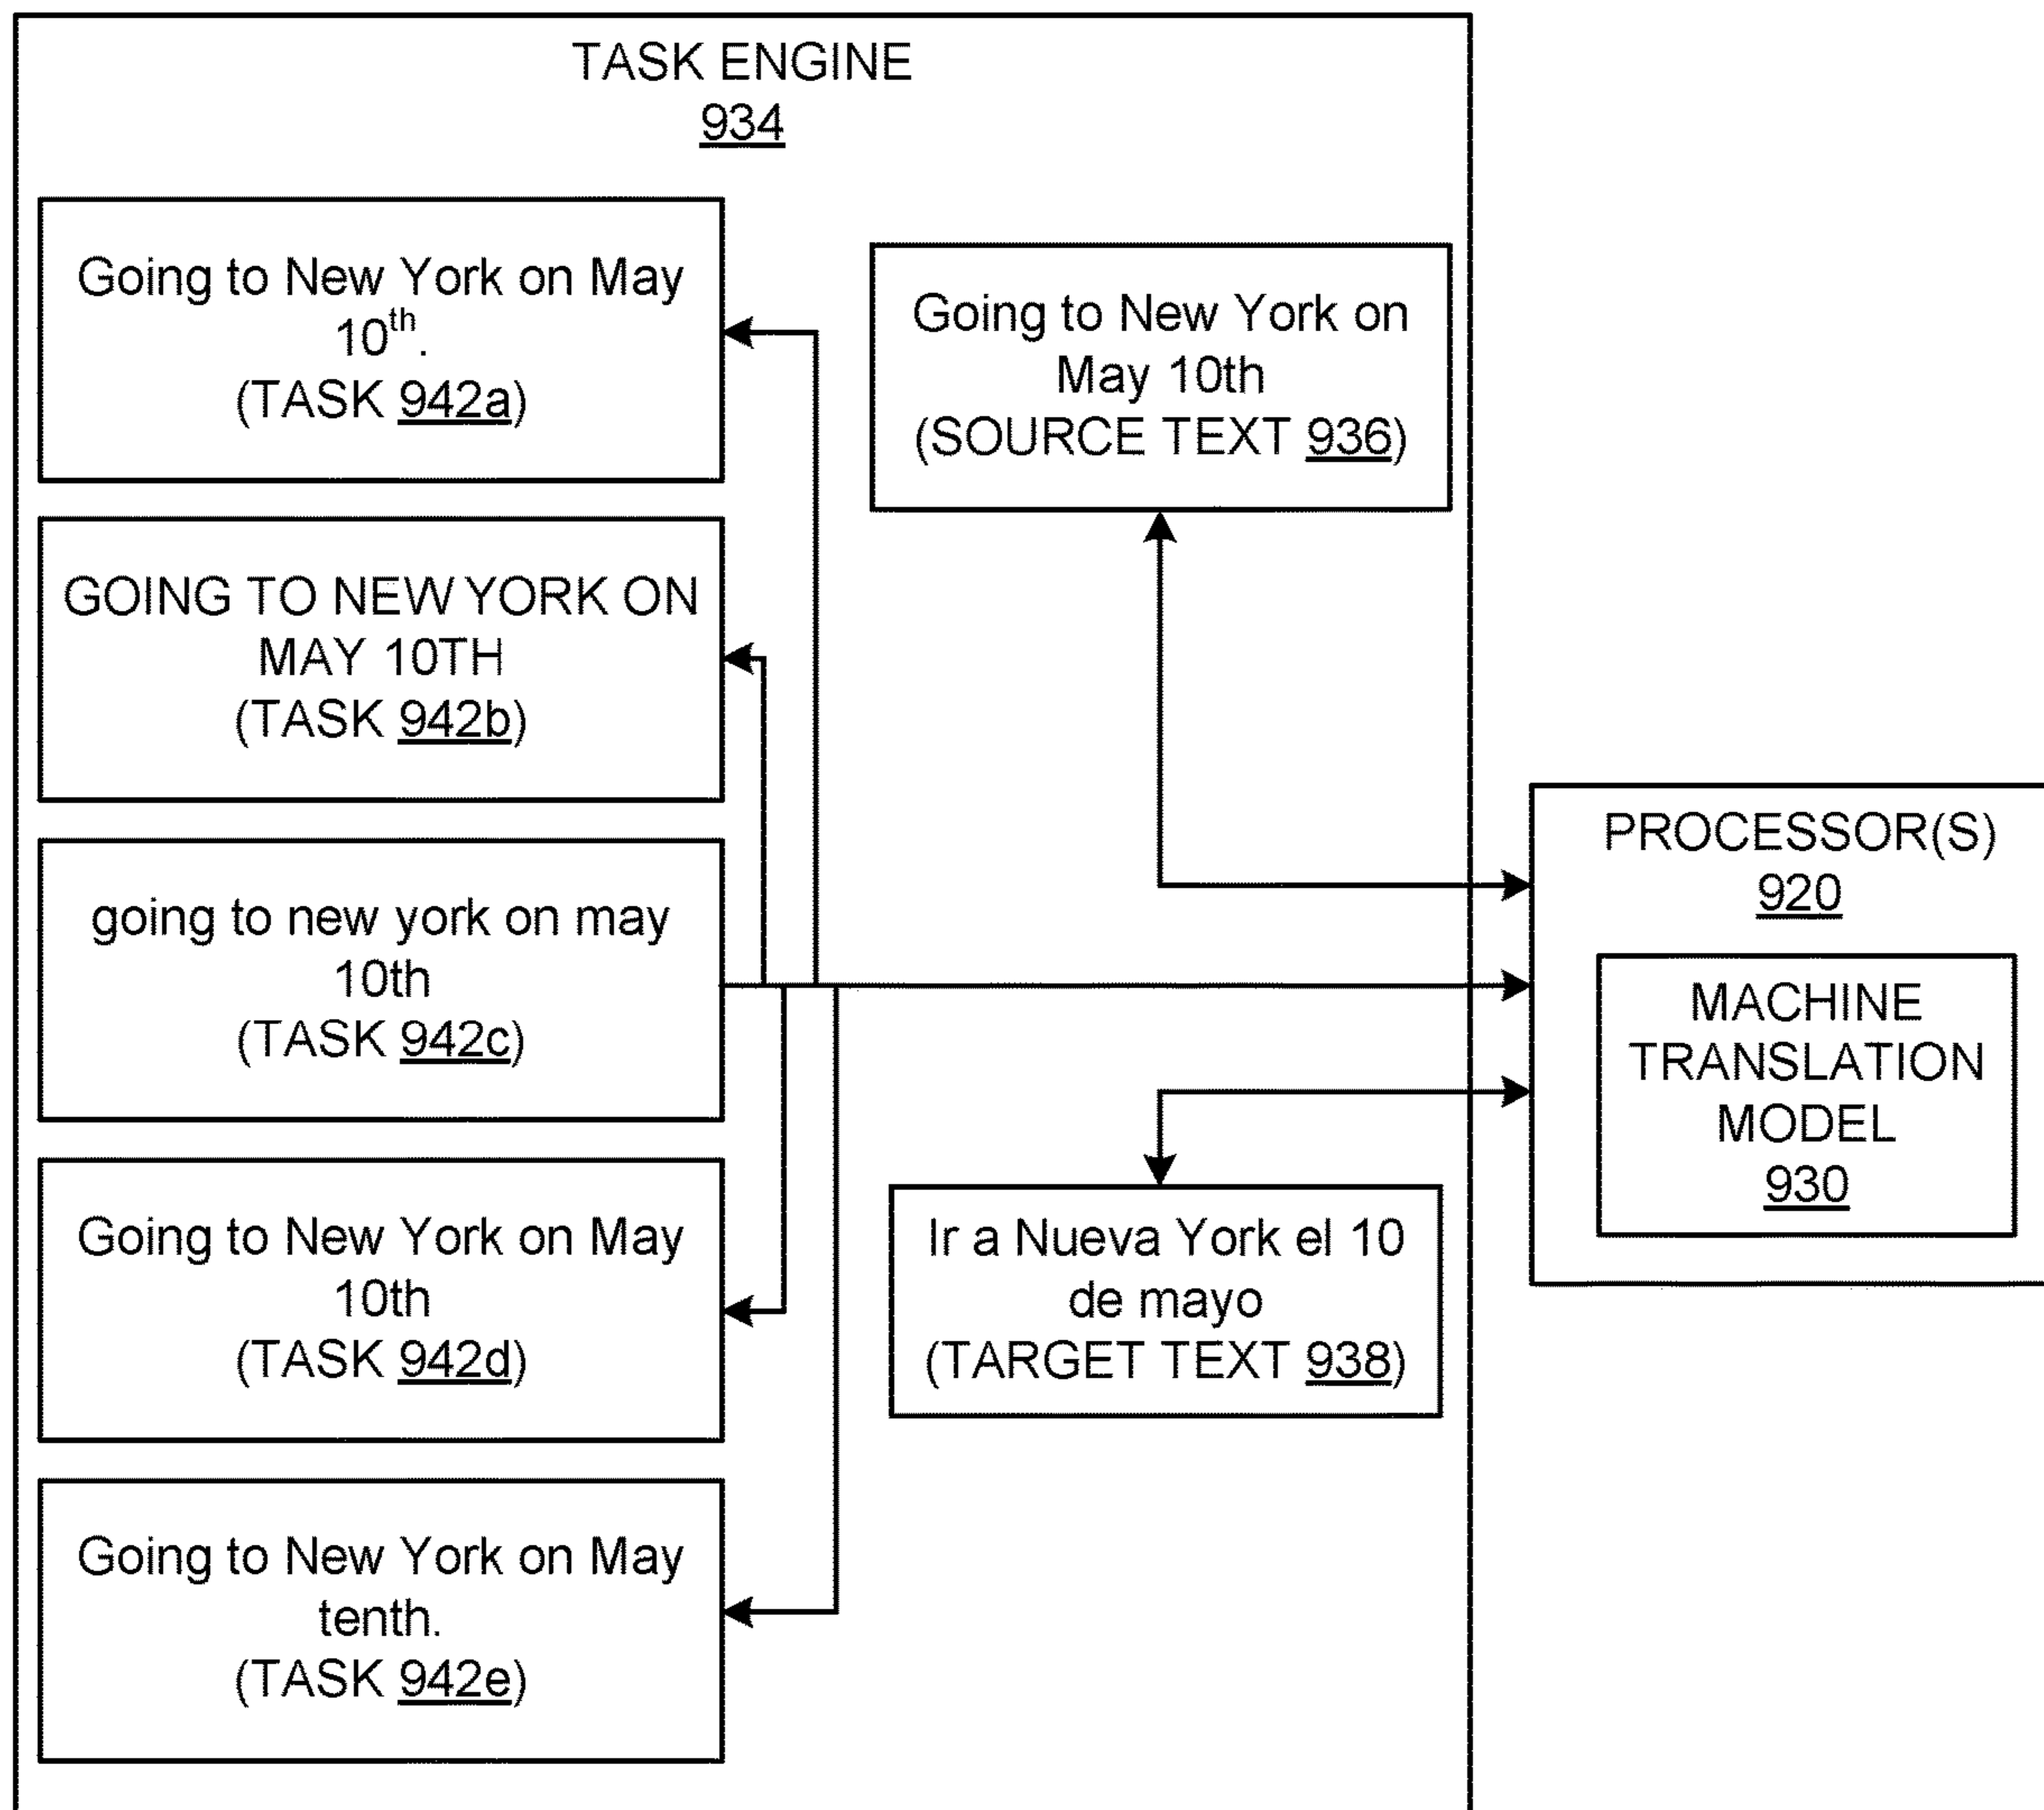 TASK ENGINE
934
Going to New York on May
10th.
(TASK 942a)
GOING TO NEW YORK ON
MAY 10TH
(TASK 942b)
going to new york on may
10th
(TASK 942c)
Going to New York on May
10th
(TASK 942d)
Going to New York on May
tenth.
(TASK 942e)
Going to New York on
May 10th
(SOURCE TEXT 936)
Ir a Nueva York el 10
de mayo
(TARGET TEXT 938)
PROCESSOR(S)
920
MACHINE
TRANSLATION
MODEL
930